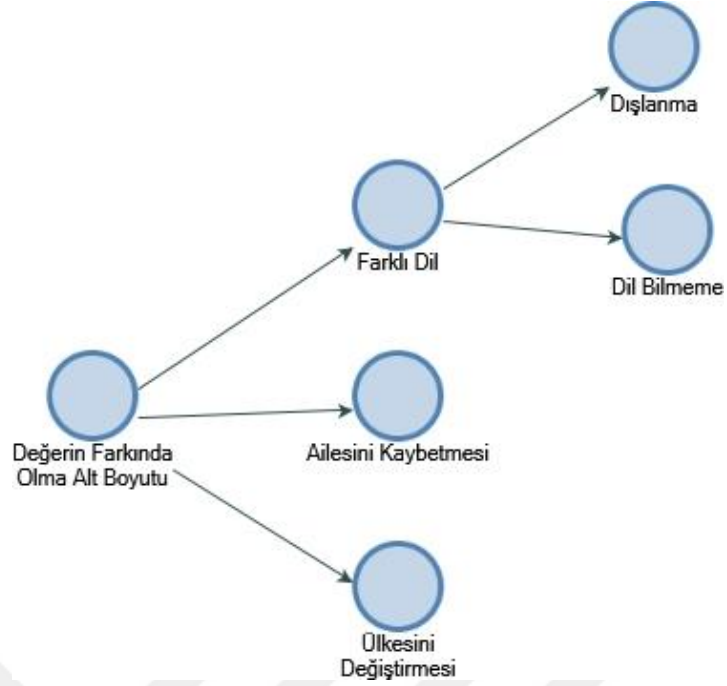 Dışlanma
Farklı Dil
Dil Bilmeme
Değerin Farkında
Olma Alt Boyutu
Ailesini Kaybetmesi
Ülkesini
Değiştirmesi